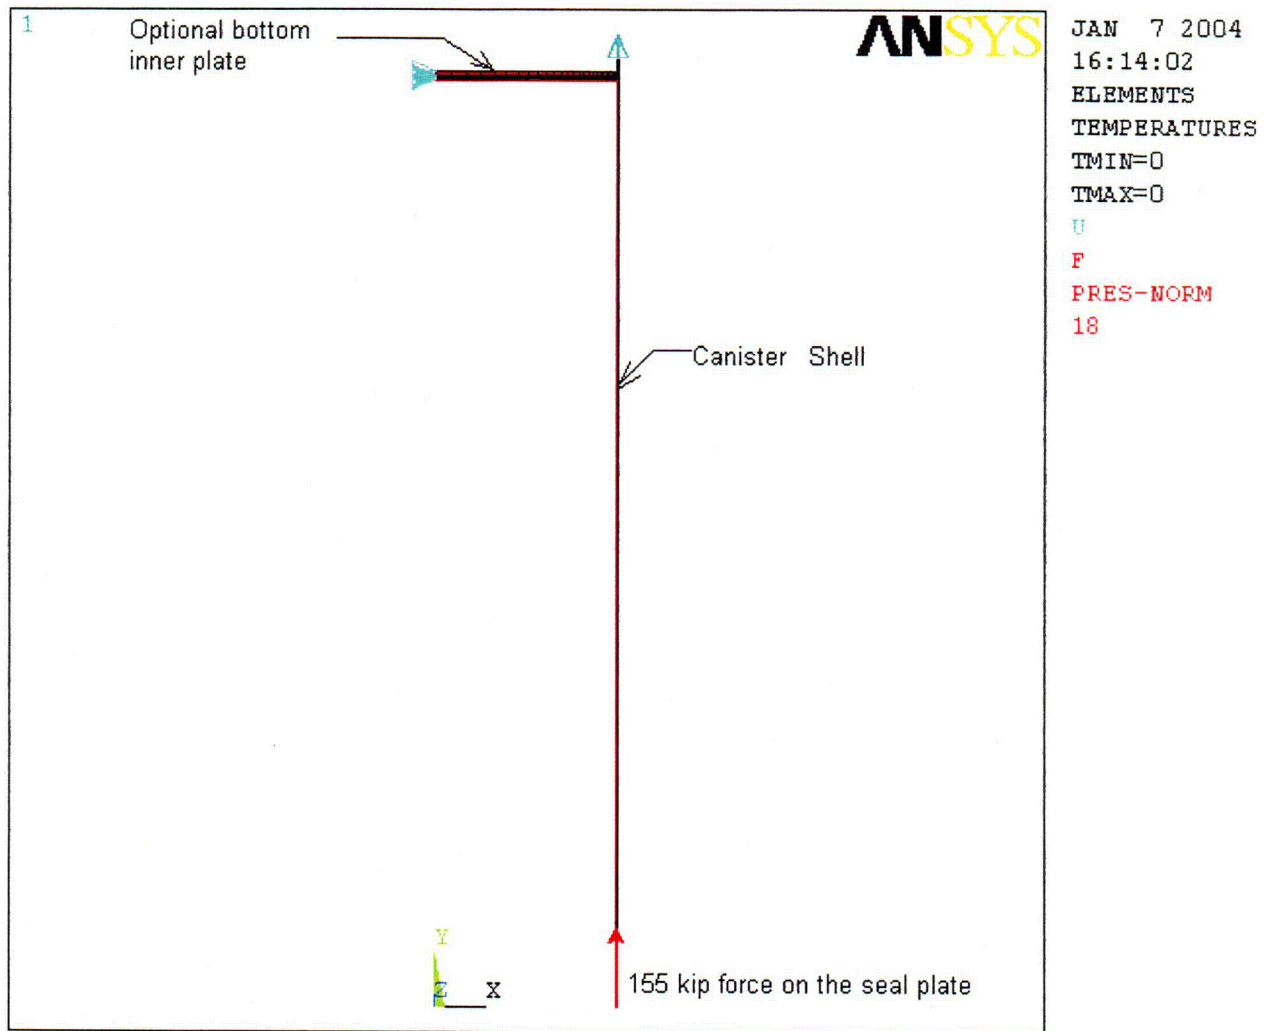 1
Optional bottom
inner plate
ANSYS
JAN 7 2004
16:14:02
ELEMENTS
TEMPERATURES
TMIN=0
TMAX=0
U
F
PRES-NORM
18
Canister Shell
Y
Z
X
155 kip force on the seal plate